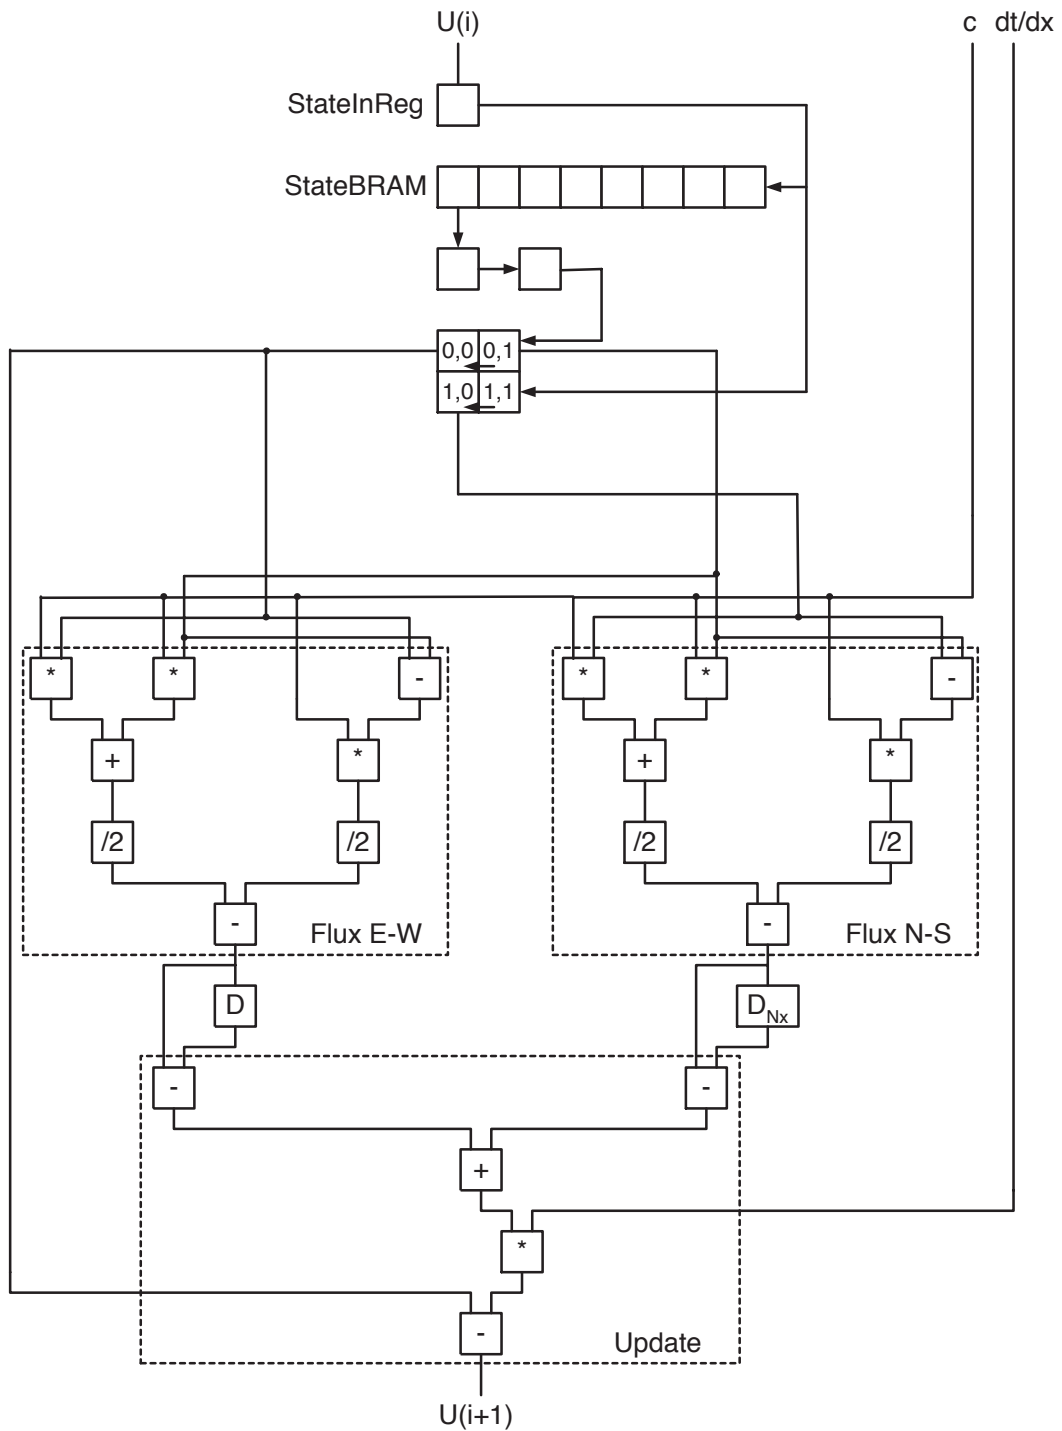 U(i) c dt/dx
StateInReg
StateBRAM
0,0 0,1
1,0 1,1
* * - * * -
+ * + *
/2 /2 /2 /2
- -
Flux E-W Flux N-S
D D_Nx
- -
+
*
-
Update
U(i+1)